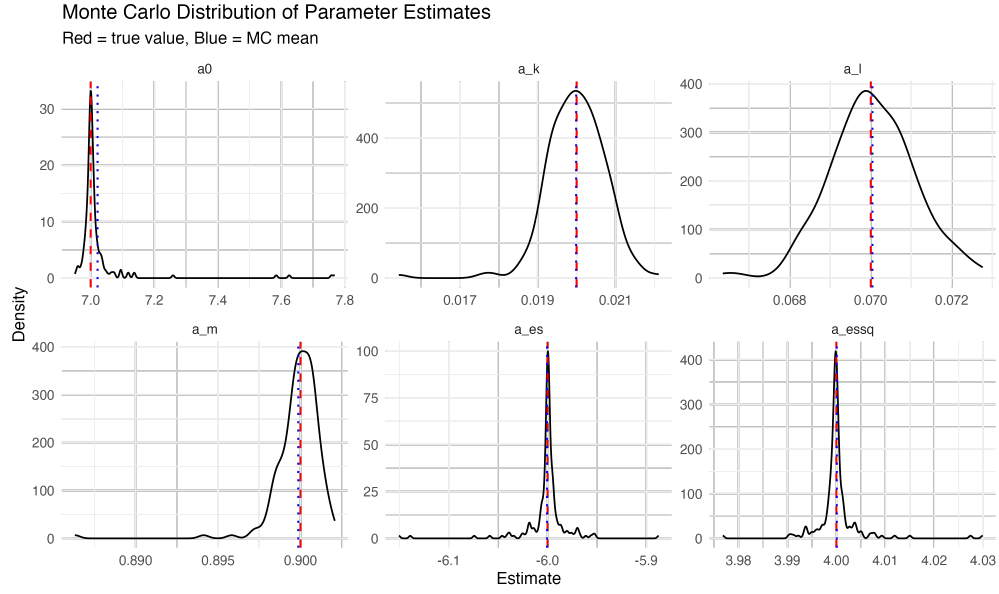 Monte Carlo Distribution of Parameter Estimates
Red = true value, Blue = MC mean
a0
a_k
a_l
30
20
10
0
7.0 7.2 7.4 7.6 7.8
400
200
0
0.017 0.019 0.021
400
300
200
100
0
0.068 0.070 0.072
Density
a_m
a_es
a_essq
400
300
200
100
0
0.890 0.895 0.900
100
75
50
25
0
-6.1 -6.0 -5.9
400
300
200
100
0
3.98 3.99 4.00 4.01 4.02 4.03
Estimate